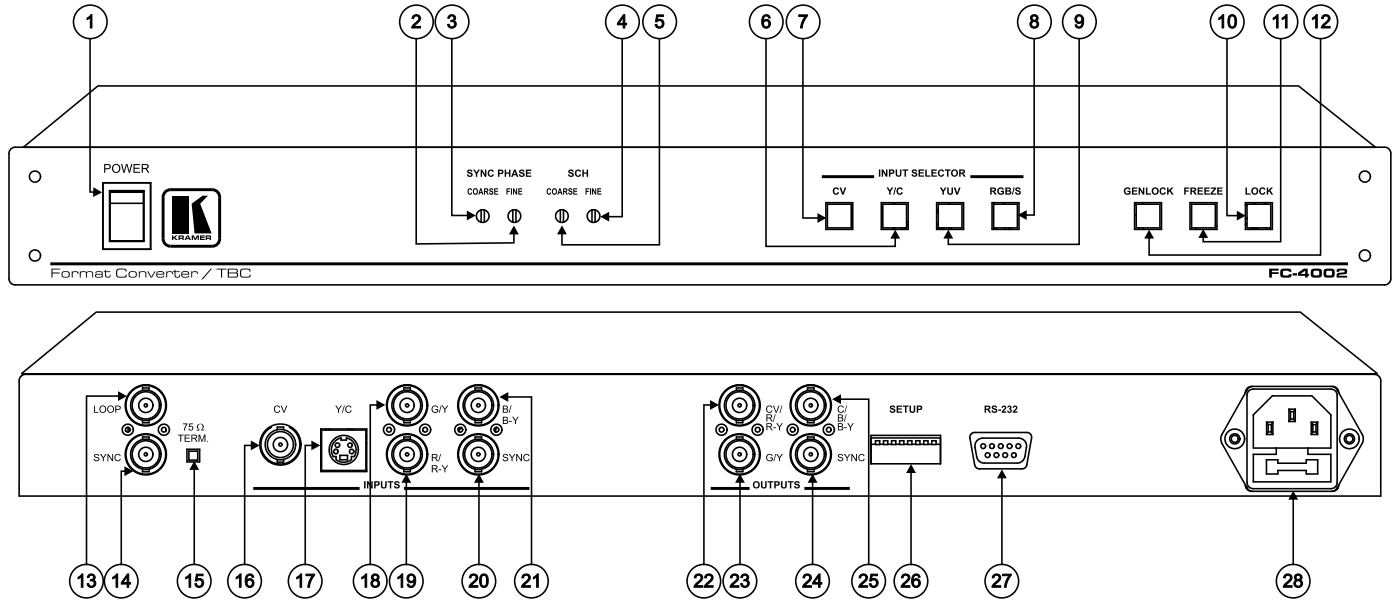 1 2 3 4 5 6 7 8 9 10 11 12
POWER
SYNC PHASE
COARSE FINE
SCH
COARSE FINE
INPUT SELECTOR
CV Y/C YUV RGB/S
GENLOCK FREEZE LOCK
K
KRAMER
Format Converter / TBC
FC-4002
LOOP
SYNC
75 Ω
TERM.
CV
Y/C
G/Y
R/
R-Y
B/
B-Y
SYNC
INPUTS
CV/
R/
R-Y
G/Y
C/
B/
B-Y
SYNC
OUTPUTS
SETUP
RS-232
13 14 15 16 17 18 19 20 21 22 23 24 25 26 27 28